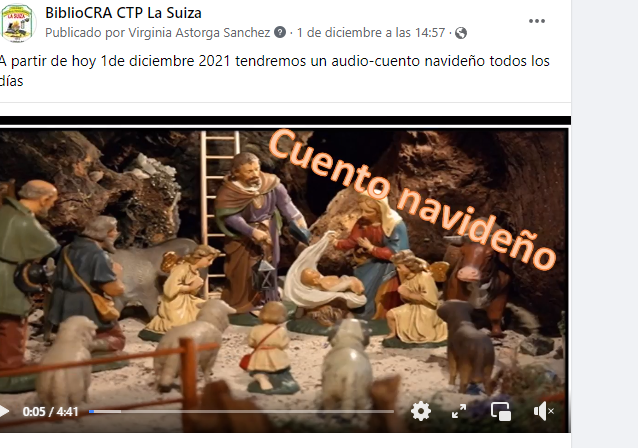 BiblioCRA CTP La Suiza
Publicado por Virginia Astorga Sanchez · 1 de diciembre a las 14:57 ·
A partir de hoy 1de diciembre 2021 tendremos un audio-cuento navideño todos los
días
Cuento navideño
0:05 / 4:41